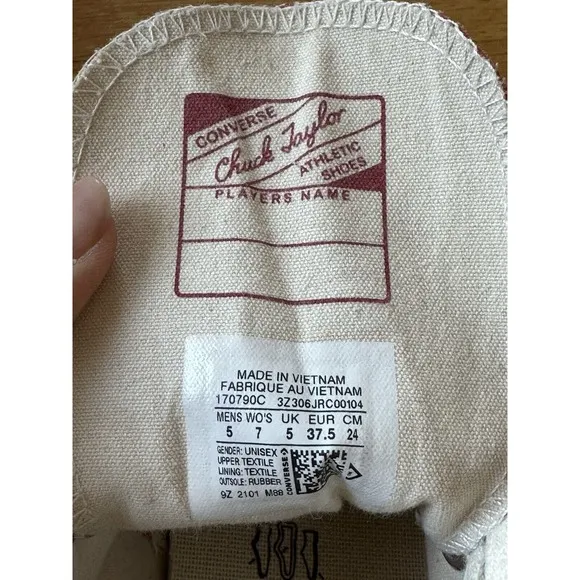 CONVERSE
Chuck Taylor
ATHLETIC
SHOES
PLAYERS NAME
MADE IN VIETNAM
FABRIQUE AU VIETNAM
170790C 3Z306JRC00104
MENS WO'S UK EUR CM
5 7 5 37.5 24
GENDER: UNISEX
UPPER TEXTILE
LINING: TEXTILE
OUTSOLE: RUBBER
CONVERSE
9Z 2101 M8B